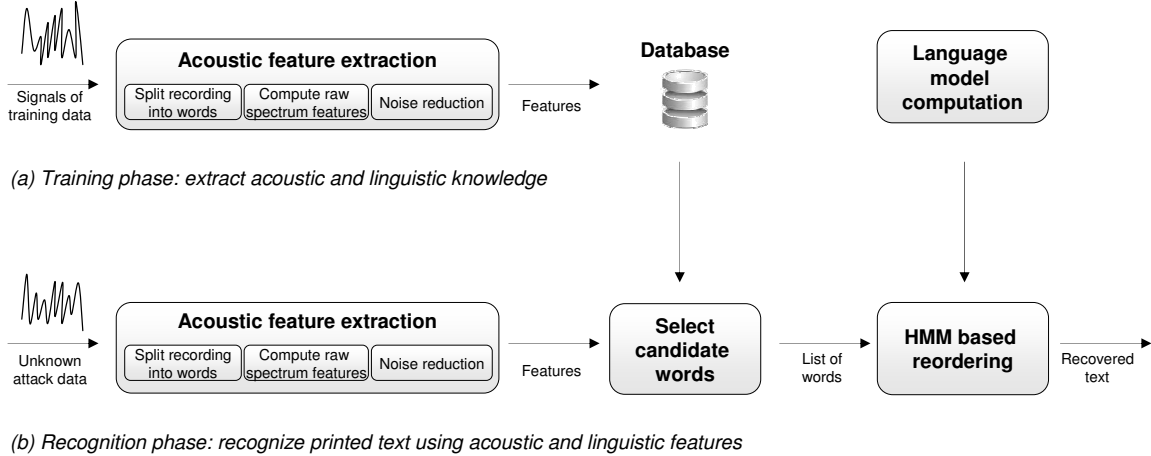 Acoustic feature extraction
Split recording
into words
Compute raw
spectrum features
Noise reduction
Signals of
training data
Features
Database
Language
model
computation
(a) Training phase: extract acoustic and linguistic knowledge
Acoustic feature extraction
Split recording
into words
Compute raw
spectrum features
Noise reduction
Unknown
attack data
Features
Select
candidate
words
List of
words
HMM based
reordering
Recovered
text
(b) Recognition phase: recognize printed text using acoustic and linguistic features